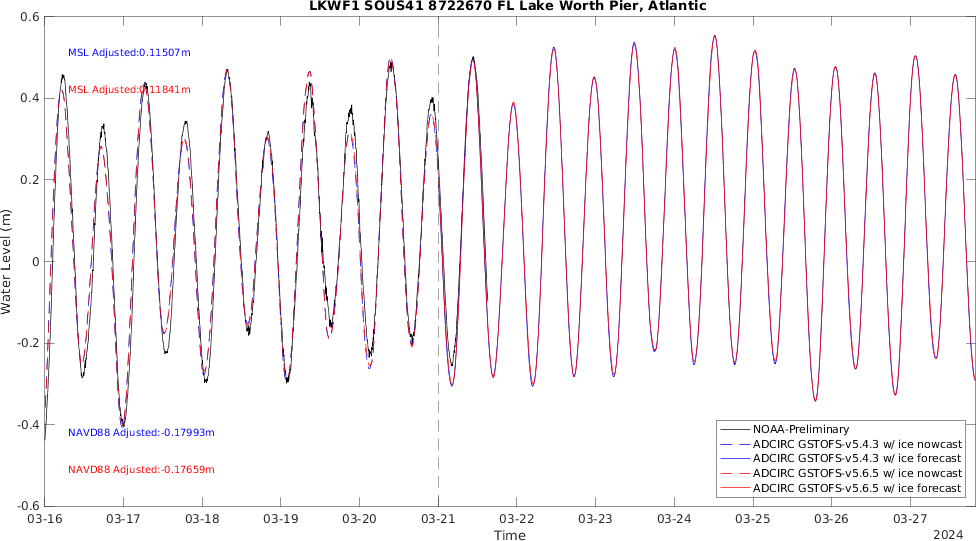 LKWF1 SOUS41 8722670 FL Lake Worth Pier, Atlantic
0.6
0.4
0.2
0
-0.2
-0.4
-0.6
Water Level (m)
MSL Adjusted:0.11507m
MSL Adjusted:0.11841m
NAVD88 Adjusted:-0.17993m
NAVD88 Adjusted:-0.17659m
NOAA-Preliminary
ADCIRC GSTOFS-v5.4.3 w/ ice nowcast
ADCIRC GSTOFS-v5.4.3 w/ ice forecast
ADCIRC GSTOFS-v5.6.5 w/ ice nowcast
ADCIRC GSTOFS-v5.6.5 w/ ice forecast
03-16 03-17 03-18 03-19 03-20 03-21 03-22 03-23 03-24 03-25 03-26 03-27
Time
2024